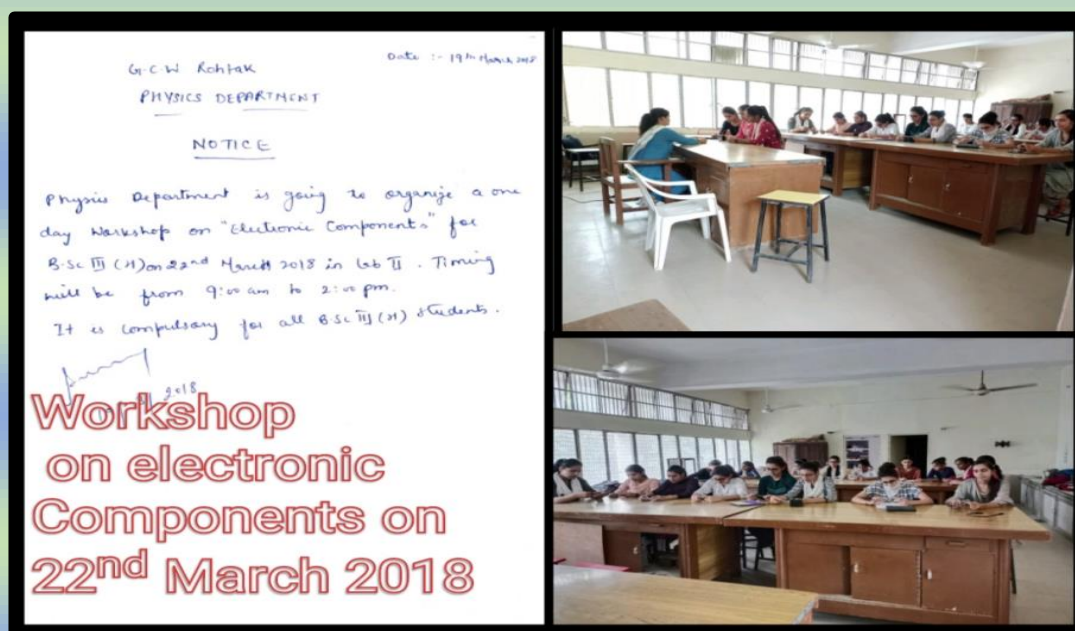 G.C.W Rohtak
Date :- 19th March 2018
PHYSICS DEPARTMENT
NOTICE
Physics Department is going to organize a one
day Workshop on "Electronic Components" for
B.Sc III (H) on 22nd March 2018 in lab II. Timing
will be from 9:00 am to 2:00 pm.
It is compulsory for all B.Sc III (H) students.
2018
Workshop
on electronic
Components on
22nd March 2018